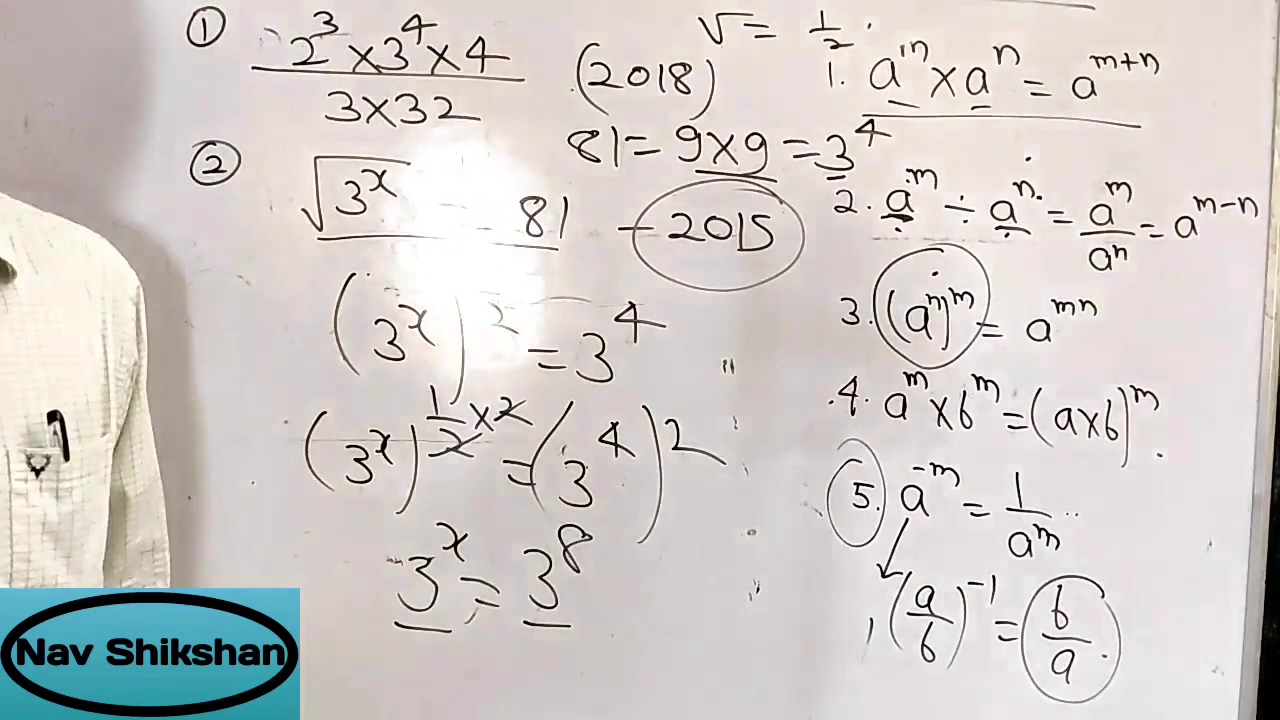 ① 2³ × 3⁴ × 4
3 × 32
(2018)
② √3ˣ = 81 – 2015
(3ˣ)² = 3⁴
(3ˣ)^(1/2 × 2) = (3⁴)²
3ˣ = 3⁸
√ = 1/2
81 = 9 × 9 = 3⁴
1. aᵐ × aⁿ = aᵐ⁺ⁿ
2. aᵐ ÷ aⁿ = aᵐ/aⁿ = aᵐ⁻ⁿ
3. (aⁿ)ᵐ = aᵐⁿ
4. aᵐ × bᵐ = (a × b)ᵐ
5. a⁻ᵐ = 1/aᵐ
(a/b)⁻¹ = b/a
Nav Shikshan